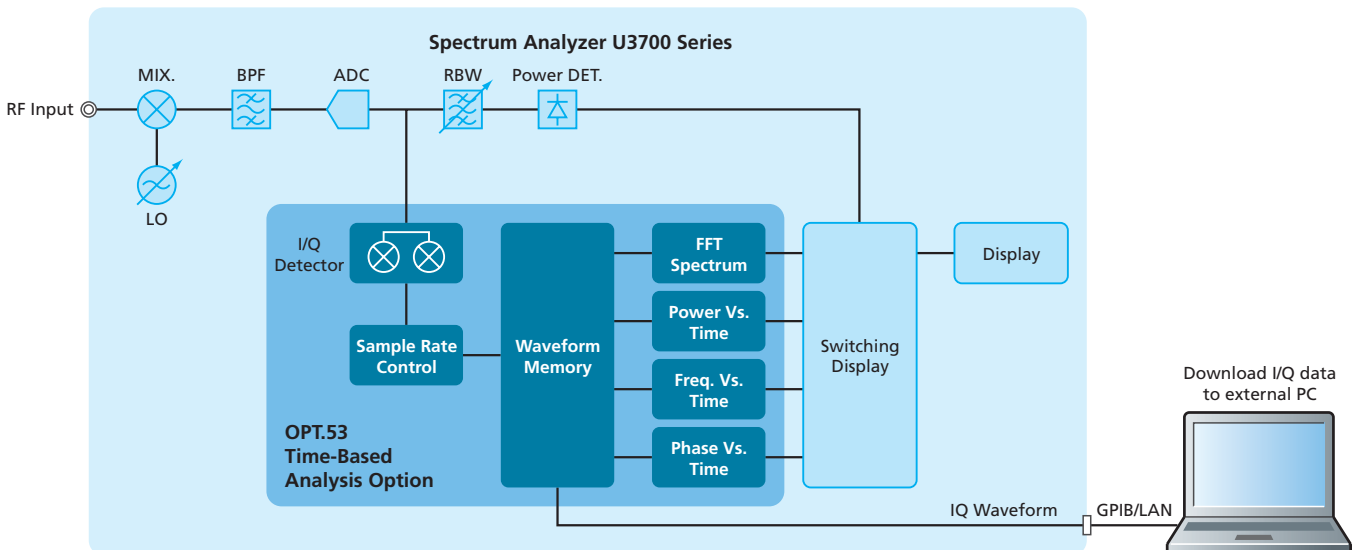 Spectrum Analyzer U3700 Series
MIX.
BPF
ADC
RBW
Power DET.
RF Input
LO
I/Q
Detector
FFT
Spectrum
Display
Power Vs.
Time
Sample Rate
Control
Waveform
Memory
Switching
Display
Freq. Vs.
Time
Download I/Q data
to external PC
OPT.53
Time-Based
Analysis Option
Phase Vs.
Time
IQ Waveform
GPIB/LAN